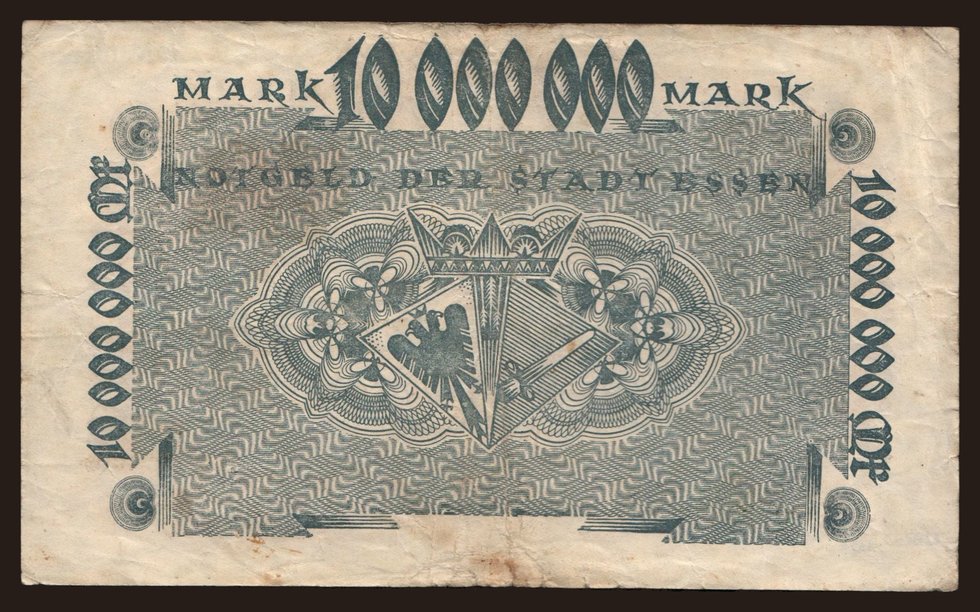 MARK 10 000 000 MARK
NOTGELD DER STADT ESSEN
10 000 000 Mk
10 000 000 Mk